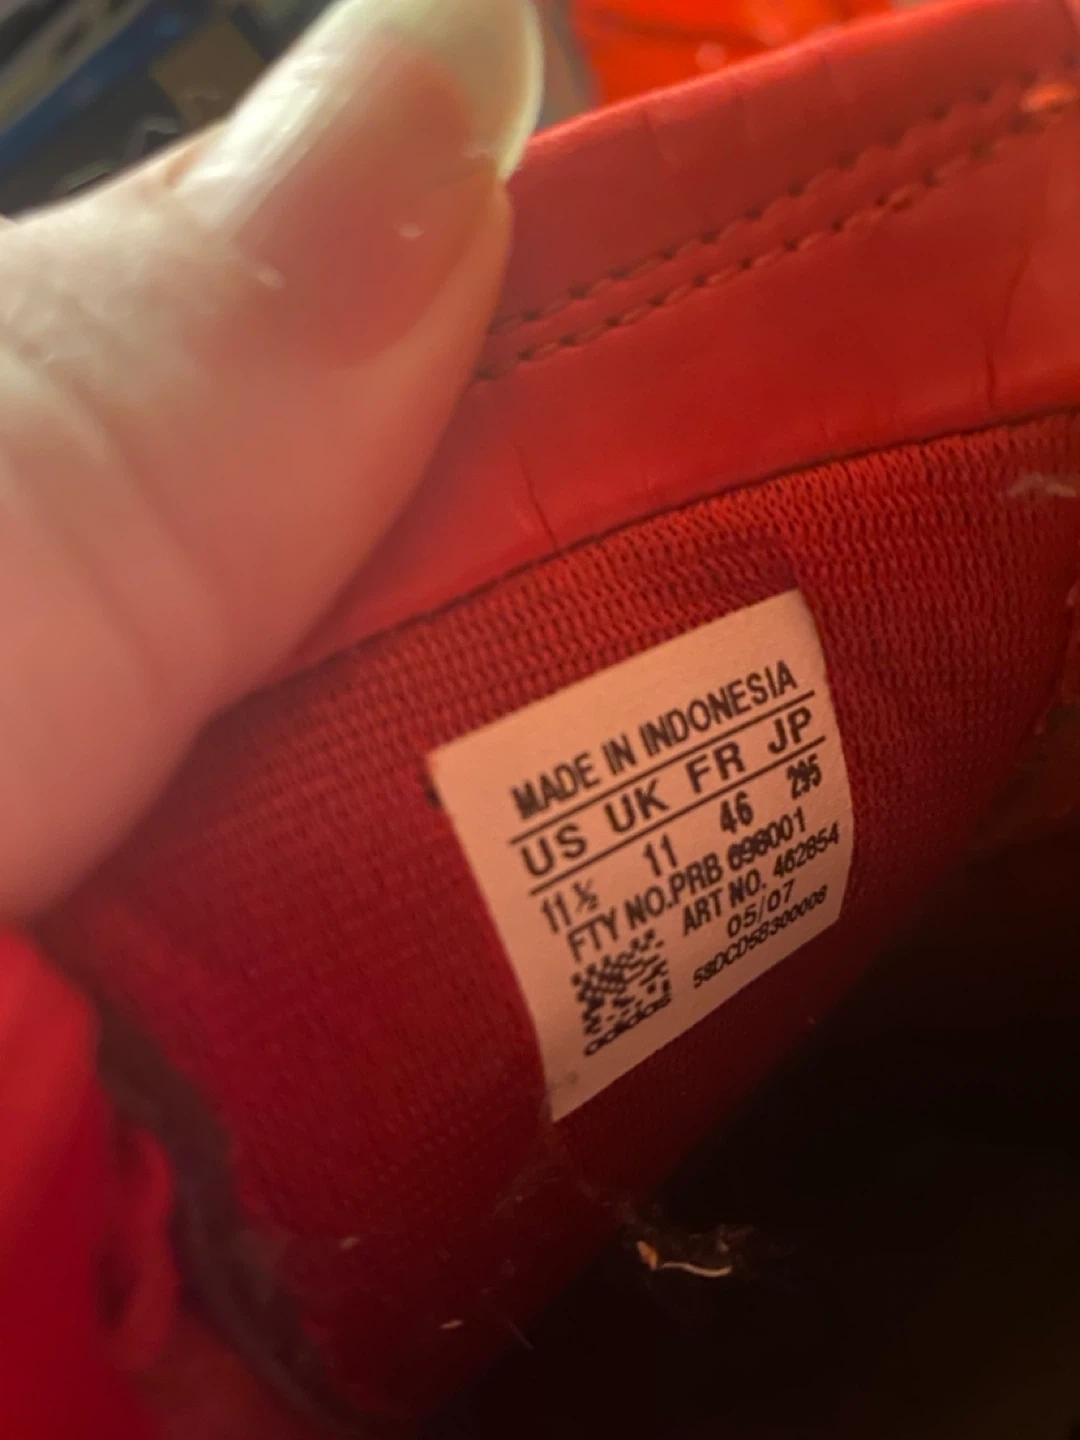 MADE IN INDONESIA
US UK FR JP
11½ 11 46 295
FTY NO.PRB 698001
ART NO. 462854
05/07
58DCD58300008
adidas